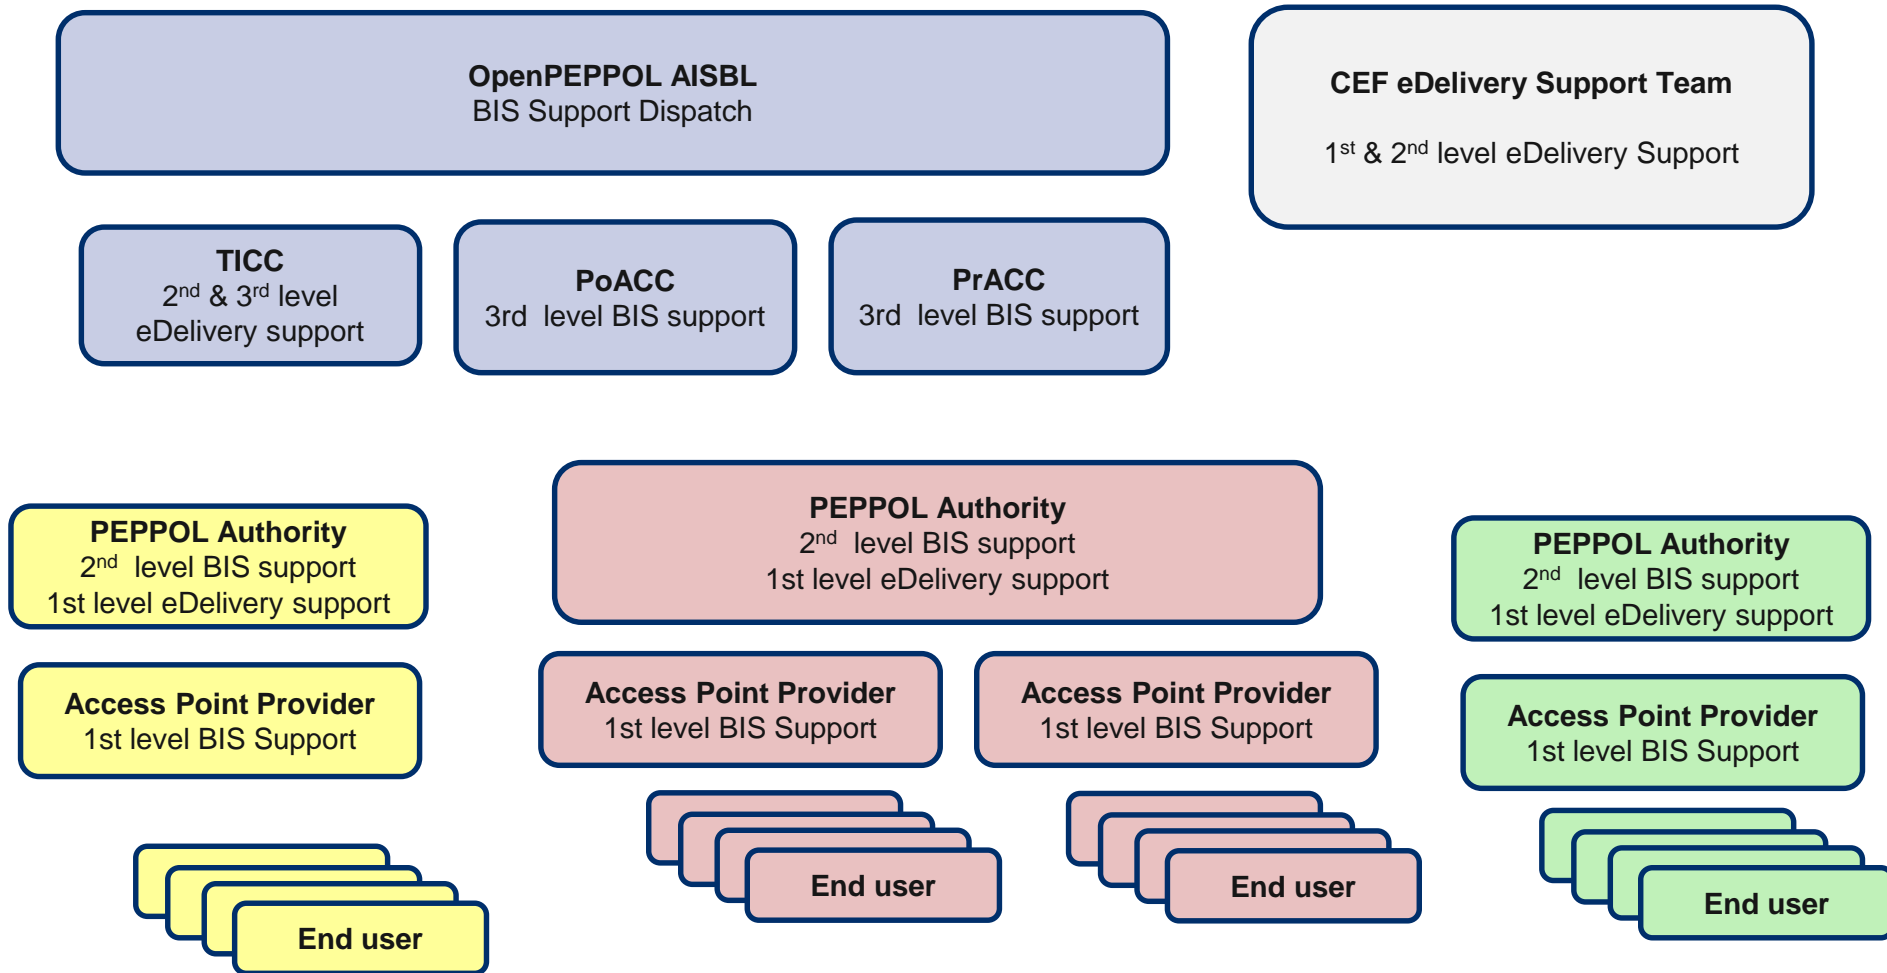 OpenPEPPOL AISBL
BIS Support Dispatch
CEF eDelivery Support Team
1st & 2nd level eDelivery Support
TICC
2nd & 3rd level
eDelivery support
PoACC
3rd level BIS support
PrACC
3rd level BIS support
PEPPOL Authority
2nd level BIS support
1st level eDelivery support
PEPPOL Authority
2nd level BIS support
1st level eDelivery support
PEPPOL Authority
2nd level BIS support
1st level eDelivery support
Access Point Provider
1st level BIS Support
Access Point Provider
1st level BIS Support
Access Point Provider
1st level BIS Support
Access Point Provider
1st level BIS Support
End user
End user
End user
End user